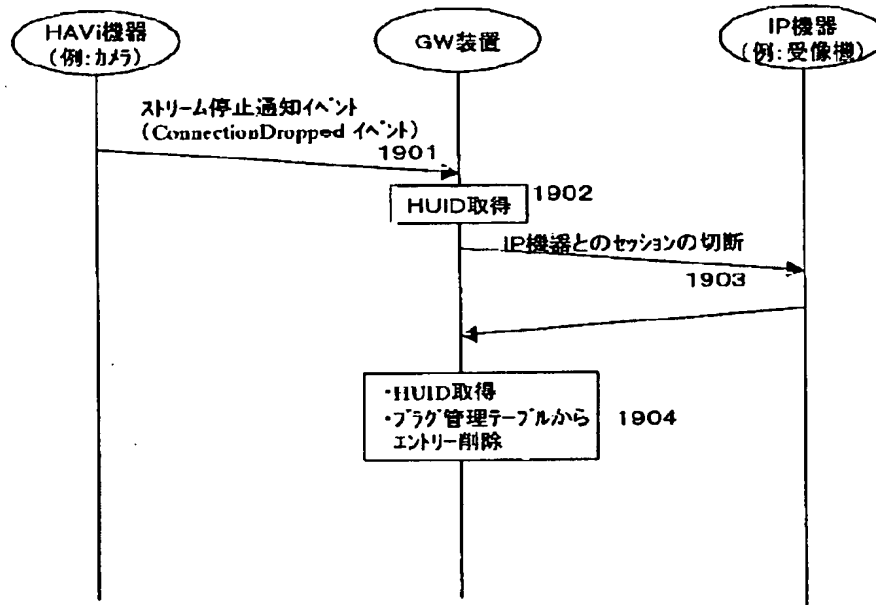 HAVi機器
(例:カメラ)
GW装置
IP機器
(例:受像機)
ストリーム停止通知イベント
(ConnectionDropped イベント)
1901
HUID取得
1902
IP機器とのセッションの切断
1903
・HUID取得
・プラグ管理テーブルから
エントリー削除
1904